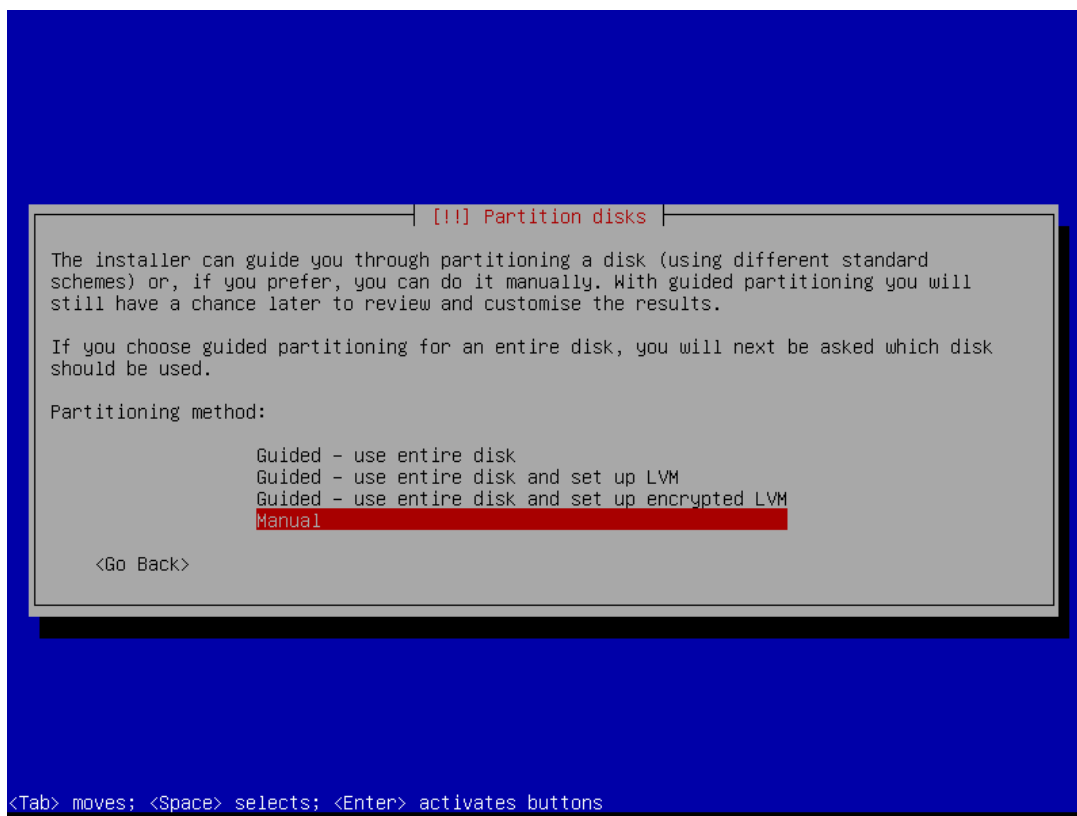 [!!] Partition disks
The installer can guide you through partitioning a disk (using different standard
schemes) or, if you prefer, you can do it manually. With guided partitioning you will
still have a chance later to review and customise the results.
If you choose guided partitioning for an entire disk, you will next be asked which disk
should be used.
Partitioning method:
Guided – use entire disk
Guided – use entire disk and set up LVM
Guided – use entire disk and set up encrypted LVM
Manual
<Go Back>
<Tab> moves; <Space> selects; <Enter> activates buttons